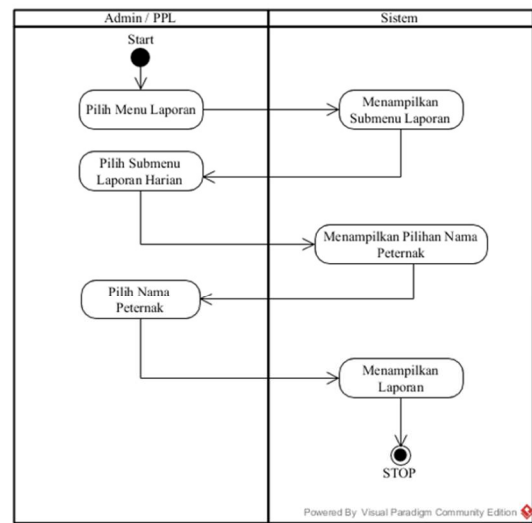 Admin / PPL
Sistem
Start
Pilih Menu Laporan
Menampilkan
Submenu Laporan
Pilih Submenu
Laporan Harian
Menampilkan Pilihan Nama
Peternak
Pilih Nama
Peternak
Menampilkan
Laporan
STOP
Powered By Visual Paradigm Community Edition